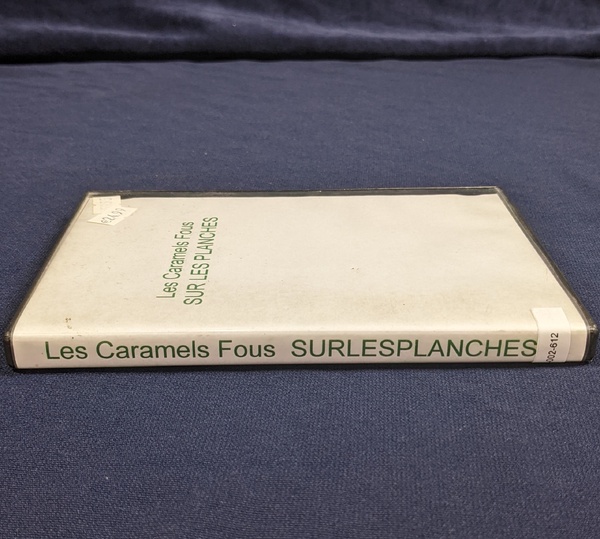 Les Caramels Fous
SUR LES PLANCHES
Les Caramels Fous SURLESPLANCHES